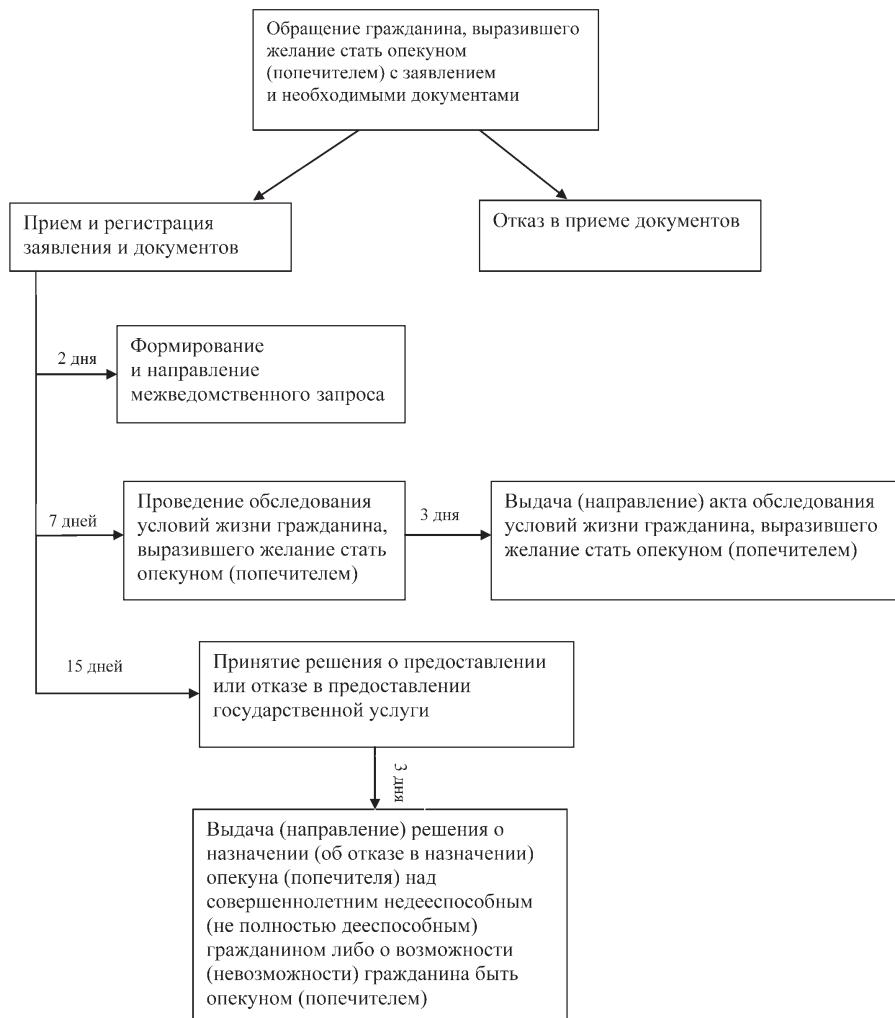 Обращение гражданина, выразившего
желание стать опекуном
(попечителем) с заявлением
и необходимыми документами
Прием и регистрация
заявления и документов
Отказ в приеме документов
2 дня
Формирование
и направление
межведомственного запроса
7 дней
Проведение обследования
условий жизни гражданина,
выразившего желание стать
опекуном (попечителем)
3 дня
Выдача (направление) акта обследования
условий жизни гражданина, выразившего
желание стать опекуном (попечителем)
15 дней
Принятие решения о предоставлении
или отказе в предоставлении
государственной услуги
3 дня
Выдача (направление) решения о
назначении (об отказе в назначении)
опекуна (попечителя) над
совершеннолетним недееспособным
(не полностью дееспособным)
гражданином либо о возможности
(невозможности) гражданина быть
опекуном (попечителем)